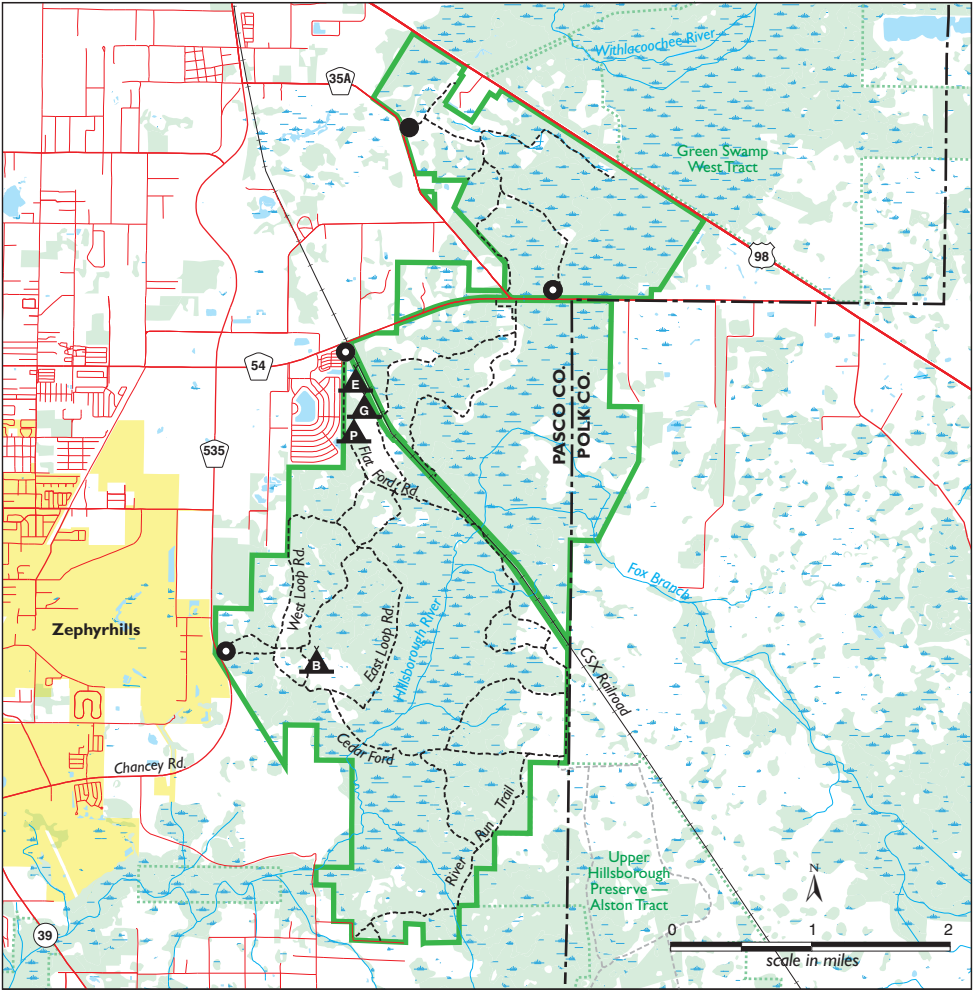 Withlacoochee River
35A
Green Swamp
West Tract
98
54
E
G
P
PASCO CO.
POLK CO.
Flat Ford Rd.
535
West Loop Rd.
East Loop Rd
Hillsborough River
Fox Branch
Zephyrhills
B
CSX Railroad
Cedar Ford
Chancey Rd.
River Run Trail
Upper
Hillsborough
Preserve —
Alston Tract
N
39
0 1 2
scale in miles